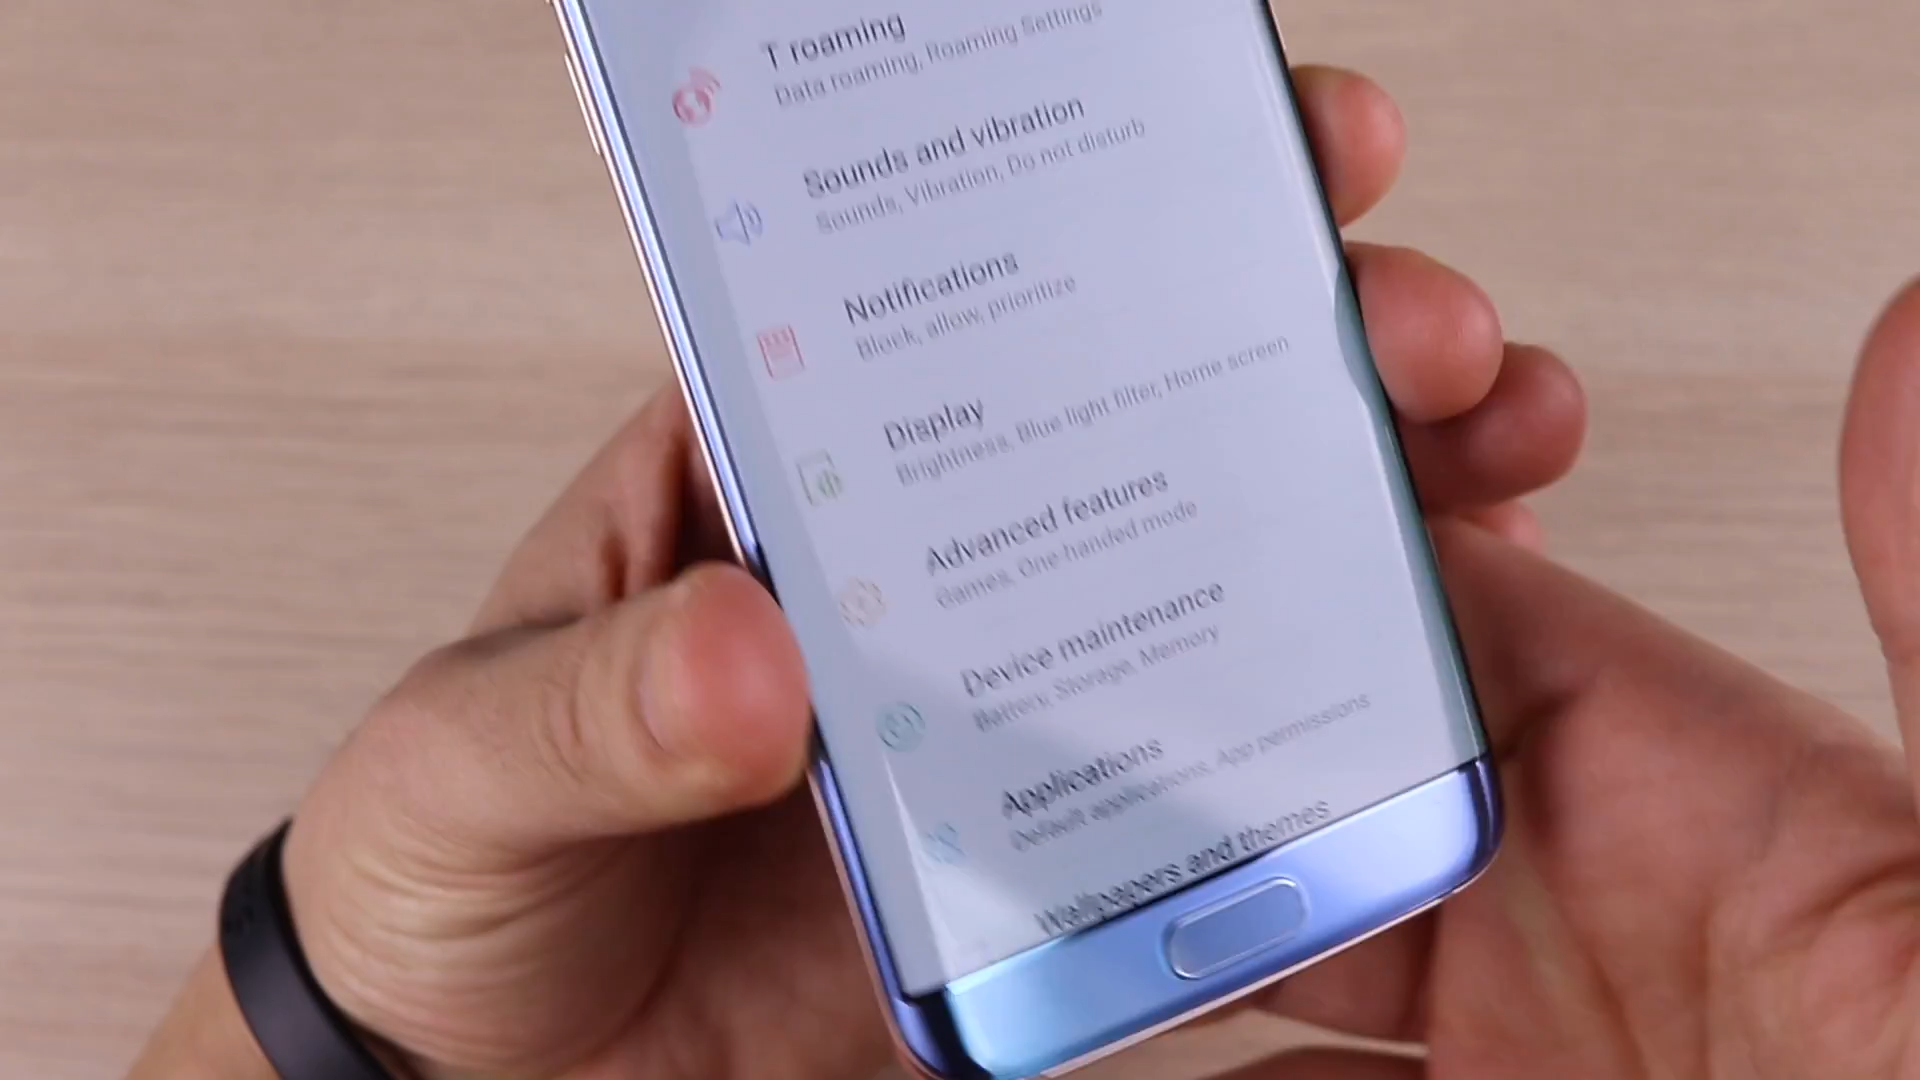 T roaming
Data roaming, Roaming Settings
Sounds and vibration
Sounds, Vibration, Do not disturb
Notifications
Block, allow, prioritize
Display
Brightness, Blue light filter, Home screen
Advanced features
Games, One-handed mode
Device maintenance
Battery, Storage, Memory
Applications
Default applications, App permissions
Wallpapers and themes